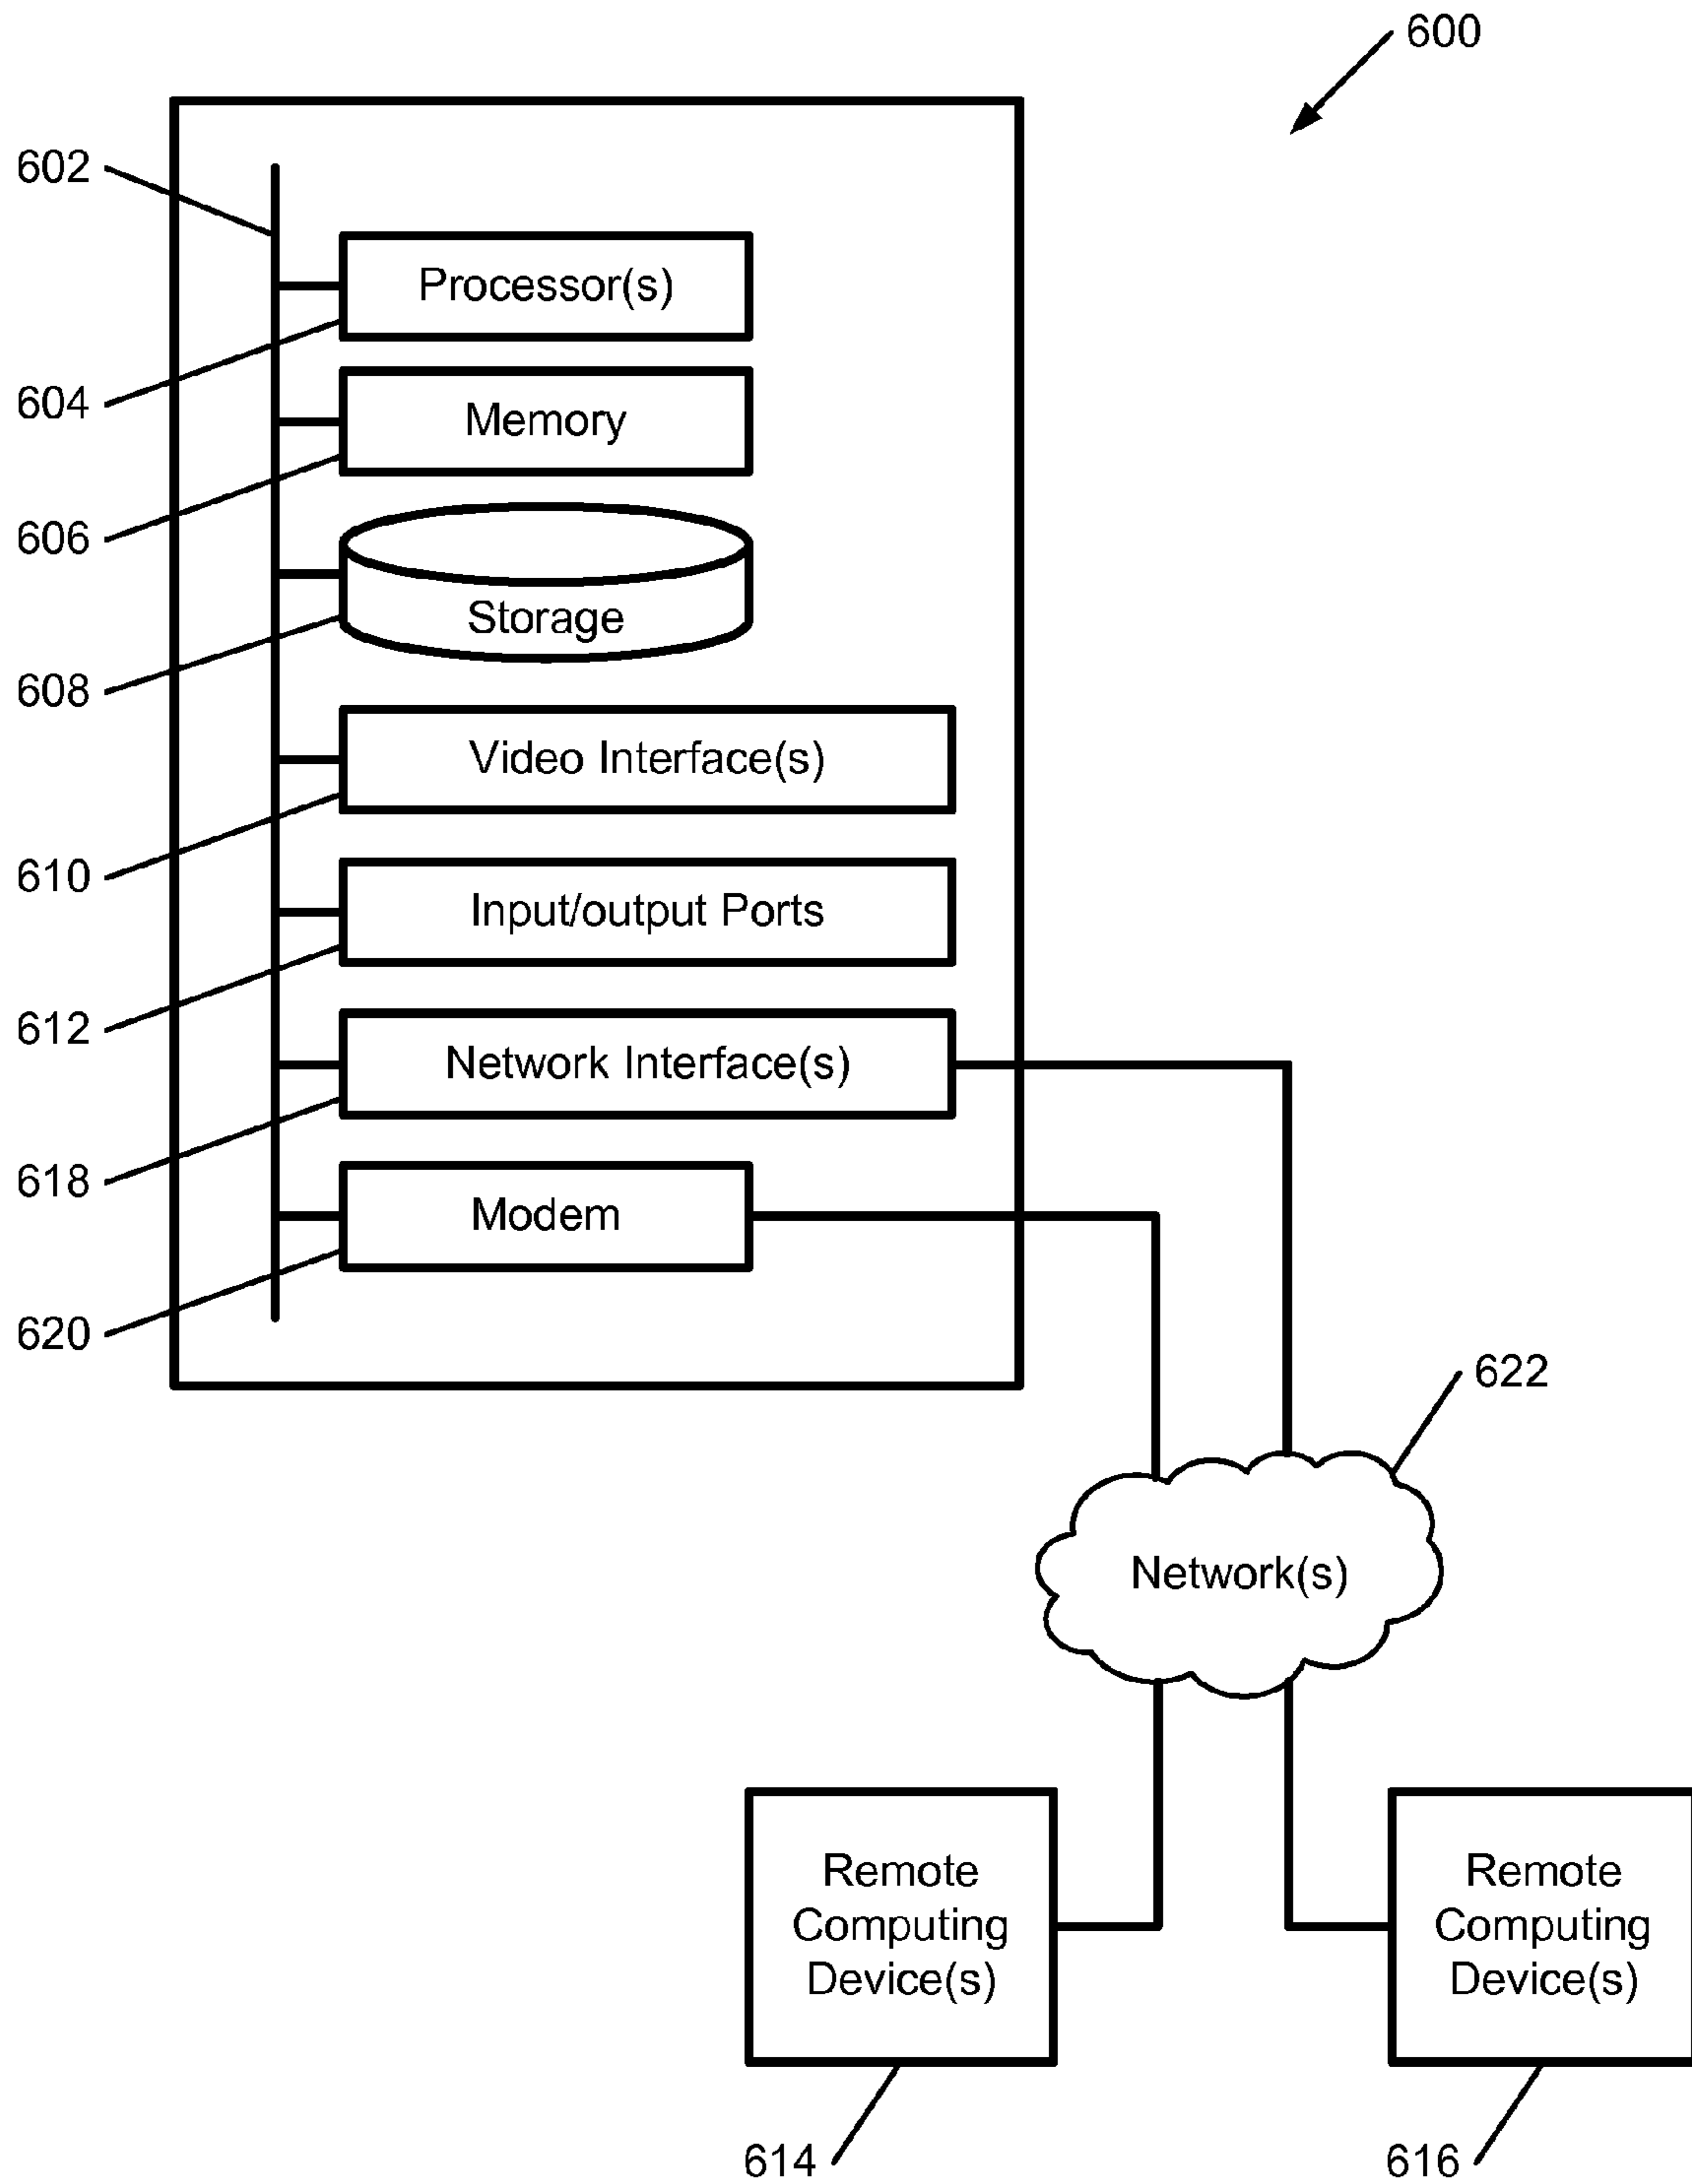 600
602
Processor(s)
604
Memory
606
Storage
608
Video Interface(s)
610
Input/output Ports
612
Network Interface(s)
618
Modem
620
622
Network(s)
Remote
Computing
Device(s)
Remote
Computing
Device(s)
614
616